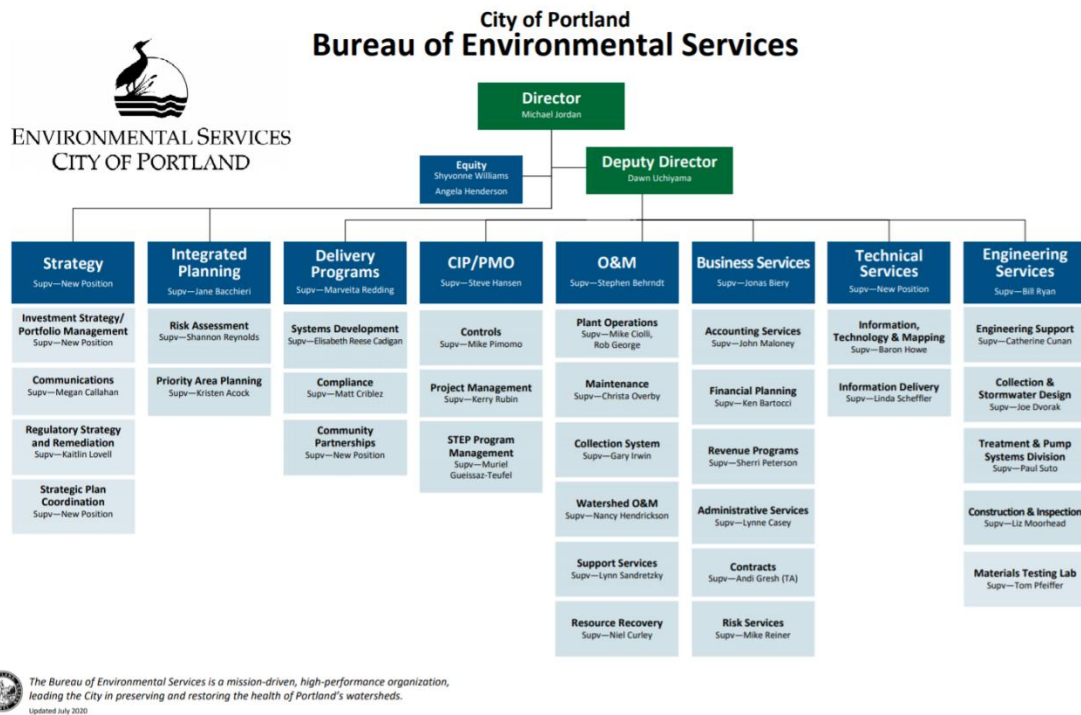 City of Portland
Bureau of Environmental Services
ENVIRONMENTAL SERVICES
CITY OF PORTLAND
Director
Michael Jordan
Equity
Shyvonne Williams
Angela Henderson
Deputy Director
Dawn Uchiyama
Strategy
Supv—New Position
Investment Strategy/
Portfolio Management
Supv—New Position
Communications
Supv—Megan Callahan
Regulatory Strategy
and Remediation
Supv—Kaitlin Lovell
Strategic Plan
Coordination
Supv—New Position
Integrated
Planning
Supv—Jane Bacchieri
Risk Assessment
Supv—Shannon Reynolds
Priority Area Planning
Supv—Kristen Acock
Delivery
Programs
Supv—Marveita Redding
Systems Development
Supv—Elisabeth Reese Cadigan
Compliance
Supv—Matt Criblez
Community
Partnerships
Supv—New Position
CIP/PMO
Supv—Steve Hansen
Controls
Supv—Mike Pimomo
Project Management
Supv—Kerry Rubin
STEP Program
Management
Supv—Muriel
Gueissaz-Teufel
O&M
Supv—Stephen Behrndt
Plant Operations
Supv—Mike Ciolli,
Rob George
Maintenance
Supv—Christa Overby
Collection System
Supv—Gary Irwin
Watershed O&M
Supv—Nancy Hendrickson
Support Services
Supv—Lynn Sandretzky
Resource Recovery
Supv—Niel Curley
Business Services
Supv—Jonas Biery
Accounting Services
Supv—John Maloney
Financial Planning
Supv—Ken Bartocci
Revenue Programs
Supv—Sherri Peterson
Administrative Services
Supv—Lynne Casey
Contracts
Supv—Andi Gresh (TA)
Risk Services
Supv—Mike Reiner
Technical
Services
Supv—New Position
Information,
Technology & Mapping
Supv—Baron Howe
Information Delivery
Supv—Linda Scheffler
Engineering
Services
Supv—Bill Ryan
Engineering Support
Supv—Catherine Cunan
Collection &
Stormwater Design
Supv—Joe Dvorak
Treatment & Pump
Systems Division
Supv—Paul Suto
Construction & Inspection
Supv—Liz Moorhead
Materials Testing Lab
Supv—Tom Pfeiffer
The Bureau of Environmental Services is a mission-driven, high-performance organization,
leading the City in preserving and restoring the health of Portland's watersheds.
Updated July 2020